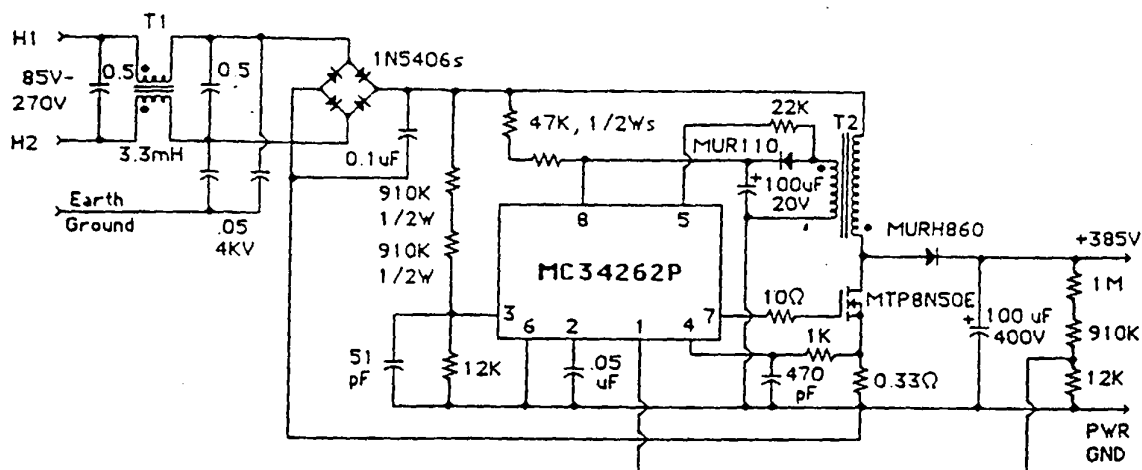 T1
H1
1N5406s
0.5
0.5
85V-
270V
22K
T2
47K, 1/2Ws
MUR110
H2
3.3mH
0.1uF
+
100uF
20V
910K
1/2W
Earth
Ground
.05
4KV
8
5
MURH860
+385V
910K
1/2W
MC34262P
1M
10Ω
MTP8N50E
3
7
6
2
1
4
+
100 uF
400V
910K
1K
51
pF
12K
.05
uF
470
pF
0.33Ω
12K
PWR
GND